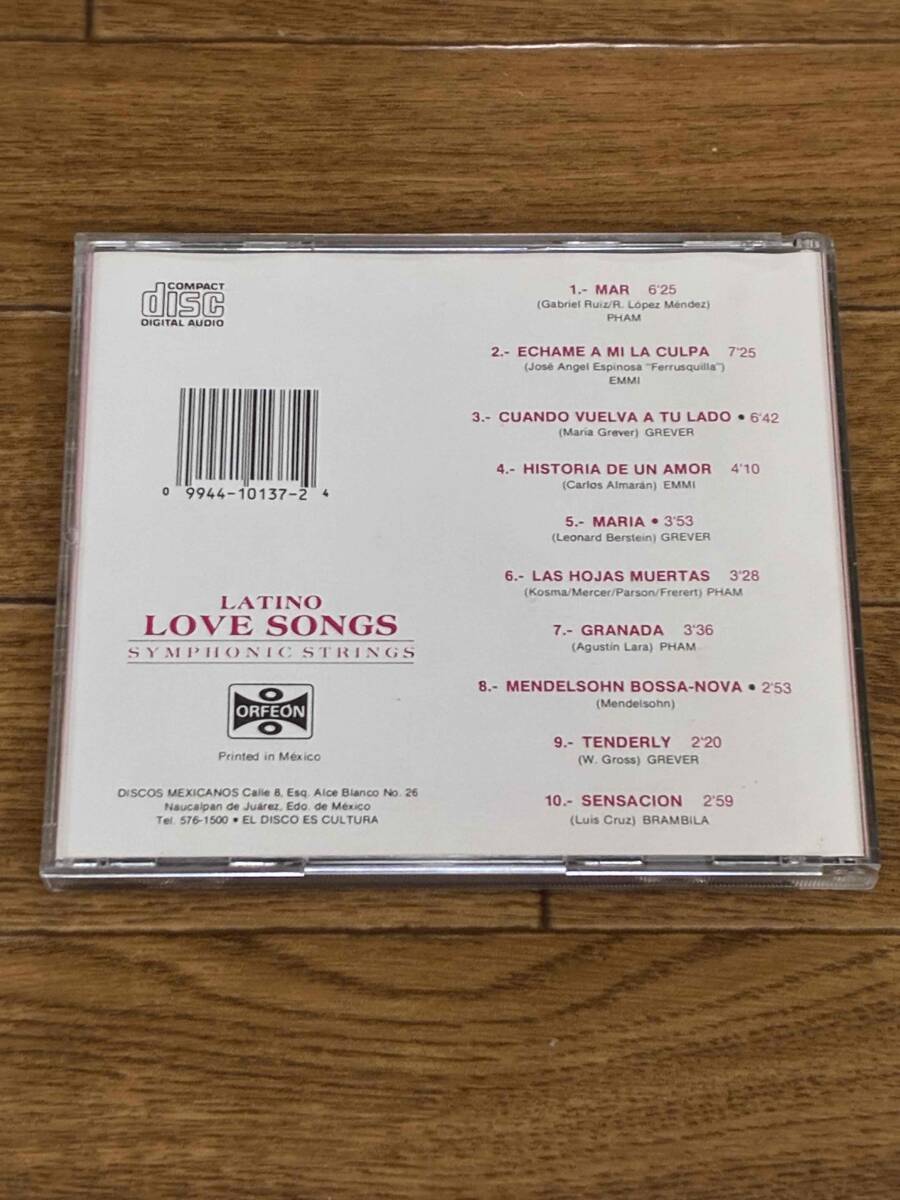 COMPACT
disc
DIGITAL AUDIO
0 9944-10137-2 4
LATINO
LOVE SONGS
SYMPHONIC STRINGS
ORFEÓN
Printed in México
DISCOS MEXICANOS Calle 8, Esq. Alce Blanco No. 26
Naucalpan de Juárez, Edo. de México
Tel. 576-1500 • EL DISCO ES CULTURA
1.- MAR 6'25
(Gabriel Ruiz/R. López Méndez)
PHAM
2.- ECHAME A MI LA CULPA 7'25
(José Angel Espinosa "Ferrusquilla")
EMMI
3.- CUANDO VUELVA A TU LADO • 6'42
(Maria Grever) GREVER
4.- HISTORIA DE UN AMOR 4'10
(Carlos Almarán) EMMI
5.- MARIA • 3'53
(Leonard Berstein) GREVER
6.- LAS HOJAS MUERTAS 3'28
(Kosma/Mercer/Parson/Frerert) PHAM
7.- GRANADA 3'36
(Agustín Lara) PHAM
8.- MENDELSOHN BOSSA-NOVA • 2'53
(Mendelsohn)
9.- TENDERLY 2'20
(W. Gross) GREVER
10.- SENSACION 2'59
(Luis Cruz) BRAMBILA